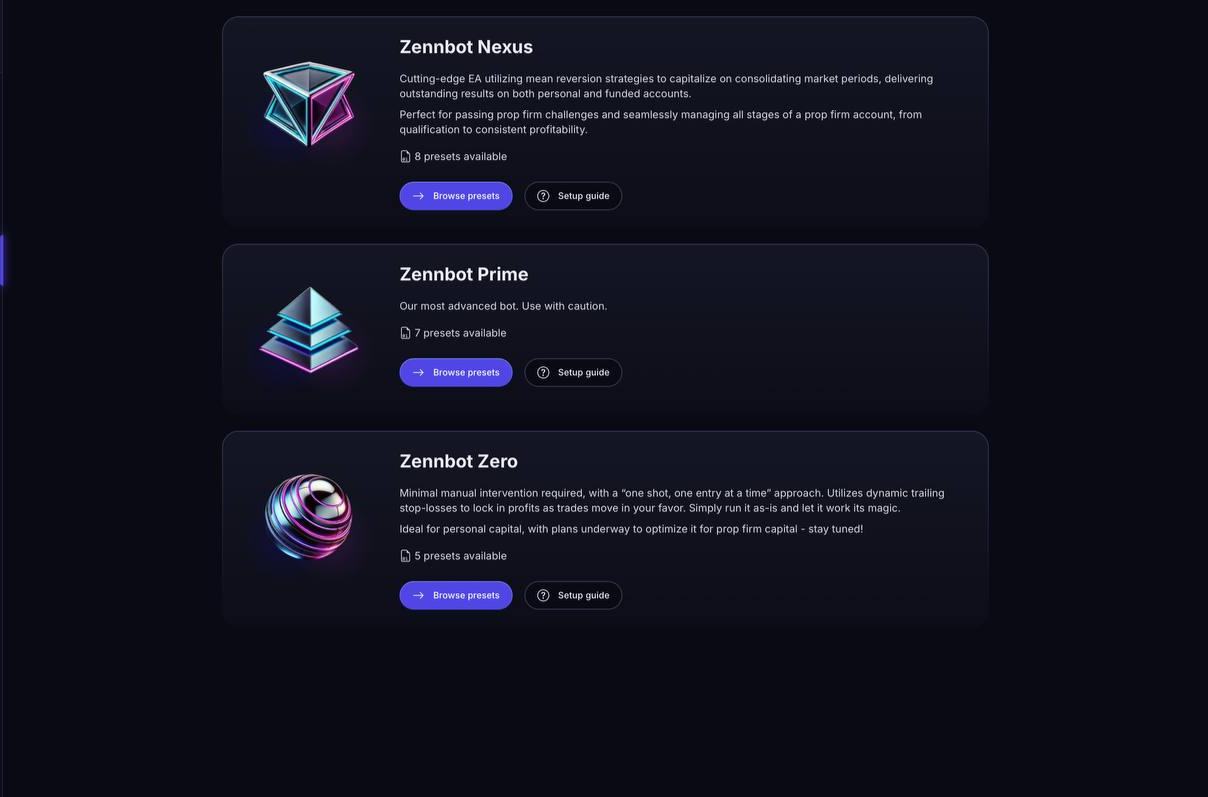 Zennbot Nexus
Cutting-edge EA utilizing mean reversion strategies to capitalize on consolidating market periods, delivering
outstanding results on both personal and funded accounts.
Perfect for passing prop firm challenges and seamlessly managing all stages of a prop firm account, from
qualification to consistent profitability.
8 presets available
Browse presets
Setup guide
Zennbot Prime
Our most advanced bot. Use with caution.
7 presets available
Browse presets
Setup guide
Zennbot Zero
Minimal manual intervention required, with a “one shot, one entry at a time” approach. Utilizes dynamic trailing
stop-losses to lock in profits as trades move in your favor. Simply run it as-is and let it work its magic.
Ideal for personal capital, with plans underway to optimize it for prop firm capital - stay tuned!
5 presets available
Browse presets
Setup guide